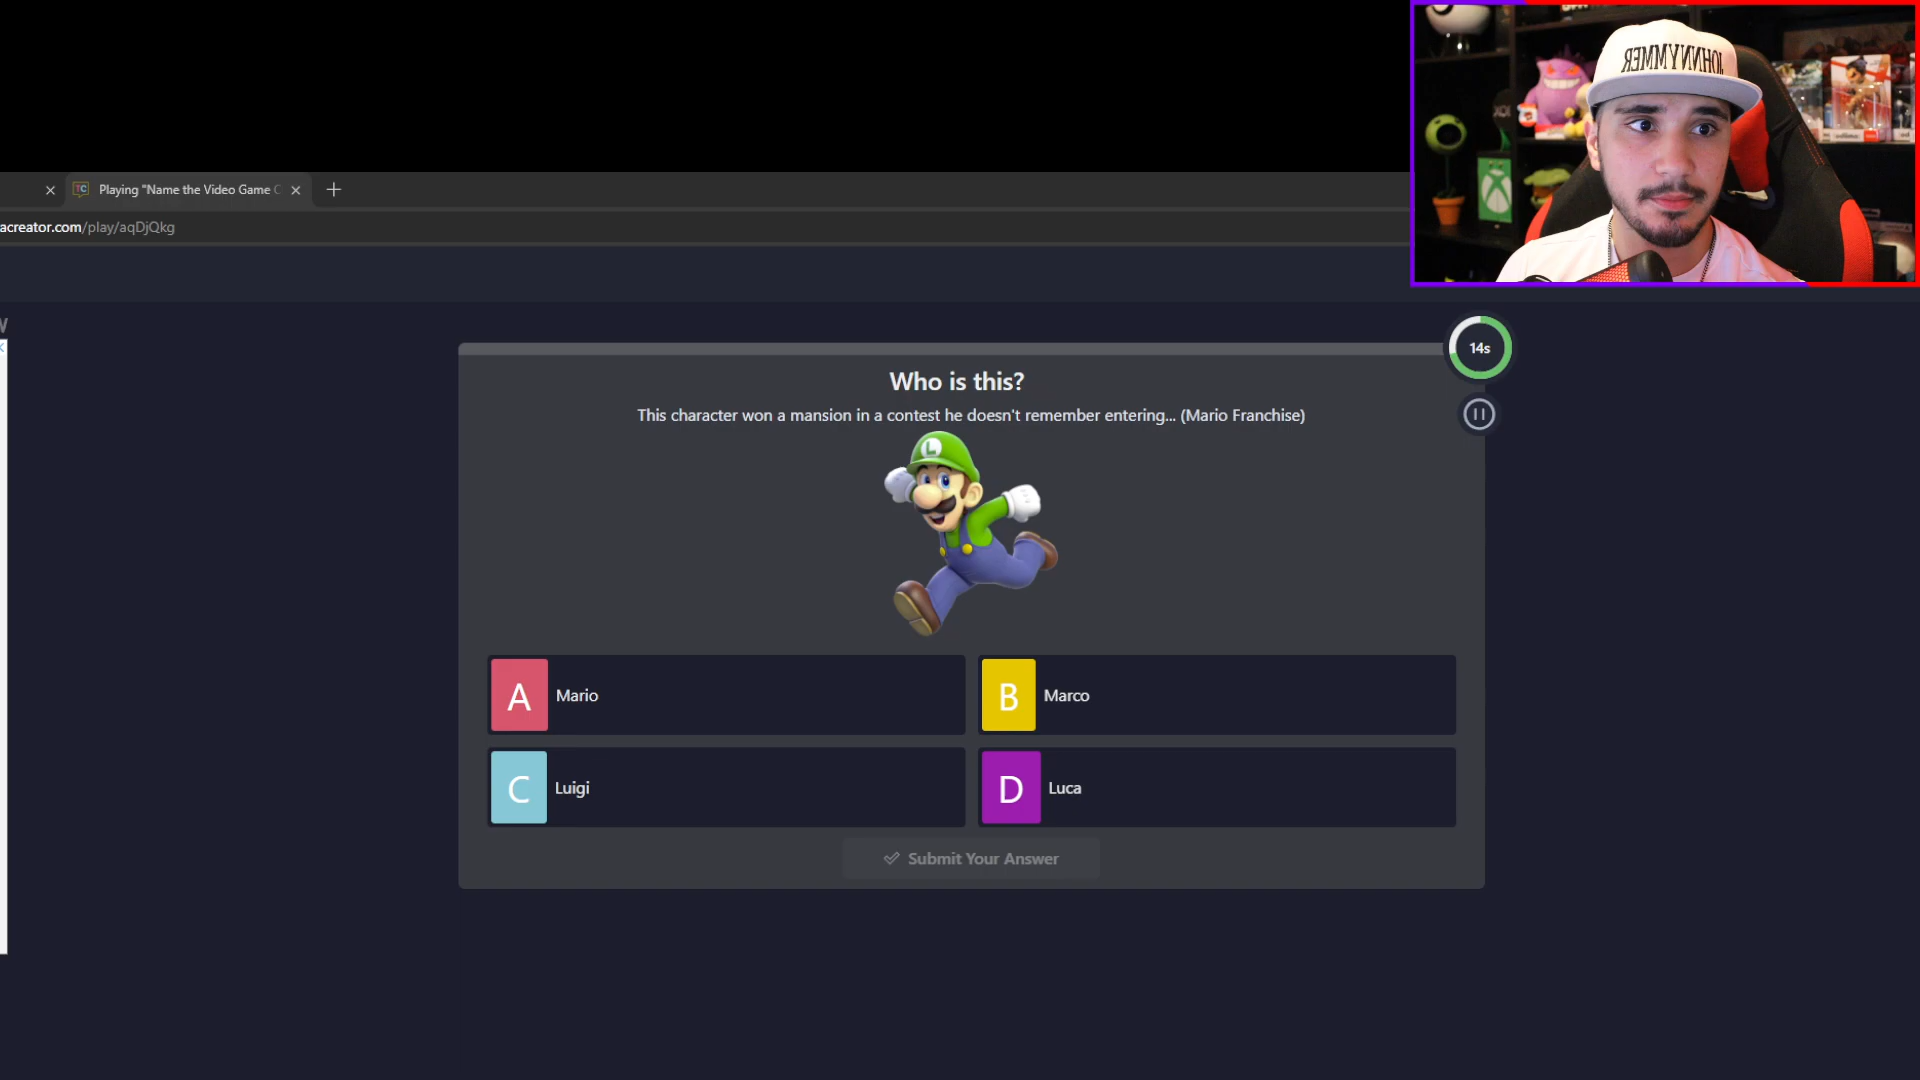 JOHNNYMMER
Playing "Name the Video Game C
acreator.com/play/aqDjQkg
14s
Who is this?
This character won a mansion in a contest he doesn't remember entering... (Mario Franchise)
L
A Mario
B Marco
C Luigi
D Luca
Submit Your Answer